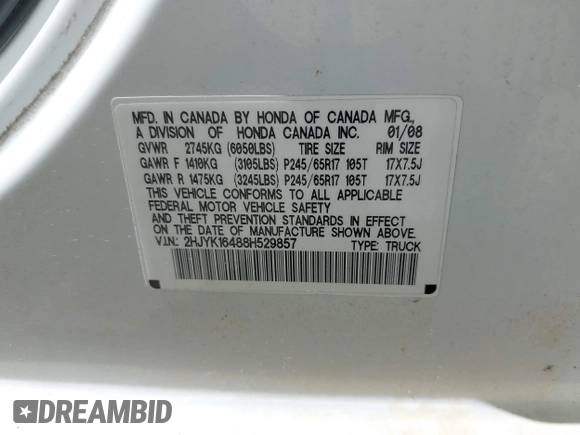 MFD. IN CANADA BY HONDA OF CANADA MFG.,
A DIVISION OF HONDA CANADA INC. 01/08
GVWR 2745KG (6050LBS) TIRE SIZE RIM SIZE
GAWR F 1410KG (3105LBS) P245/65R17 105T 17X7.5J
GAWR R 1475KG (3245LBS) P245/65R17 105T 17X7.5J
THIS VEHICLE CONFORMS TO ALL APPLICABLE
FEDERAL MOTOR VEHICLE SAFETY
AND THEFT PREVENTION STANDARDS IN EFFECT
ON THE DATE OF MANUFACTURE SHOWN ABOVE.
V.I.N.: 2HJYK16488H529857 TYPE: TRUCK
DREAMBID